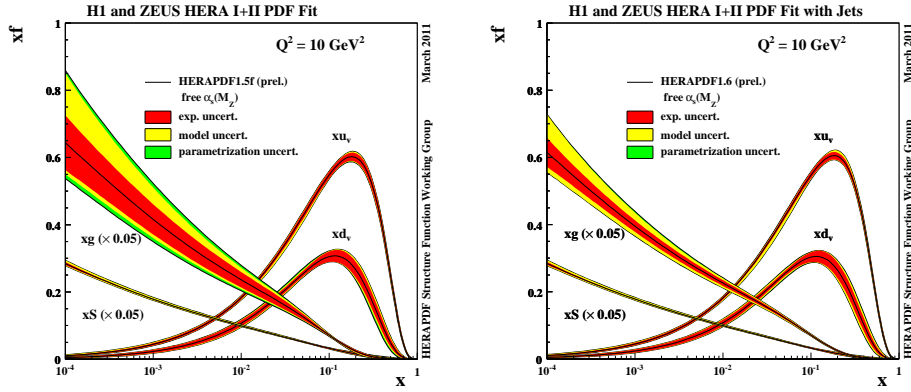 H1 and ZEUS HERA I+II PDF Fit
xf
1
0.8
0.6
0.4
0.2
0
Q² = 10 GeV²
HERAPDF1.5f (prel.)
free αₛ(M_Z)
exp. uncert.
model uncert.
parametrization uncert.
xuᵥ
xdᵥ
xg (× 0.05)
xS (× 0.05)
10⁻⁴
10⁻³
10⁻²
10⁻¹
1
x
HERAPDF Structure Function Working Group
March 2011
H1 and ZEUS HERA I+II PDF Fit with Jets
xf
1
0.8
0.6
0.4
0.2
0
Q² = 10 GeV²
HERAPDF1.6 (prel.)
free αₛ(M_Z)
exp. uncert.
model uncert.
parametrization uncert.
xuᵥ
xdᵥ
xg (× 0.05)
xS (× 0.05)
10⁻⁴
10⁻³
10⁻²
10⁻¹
1
x
HERAPDF Structure Function Working Group
March 2011